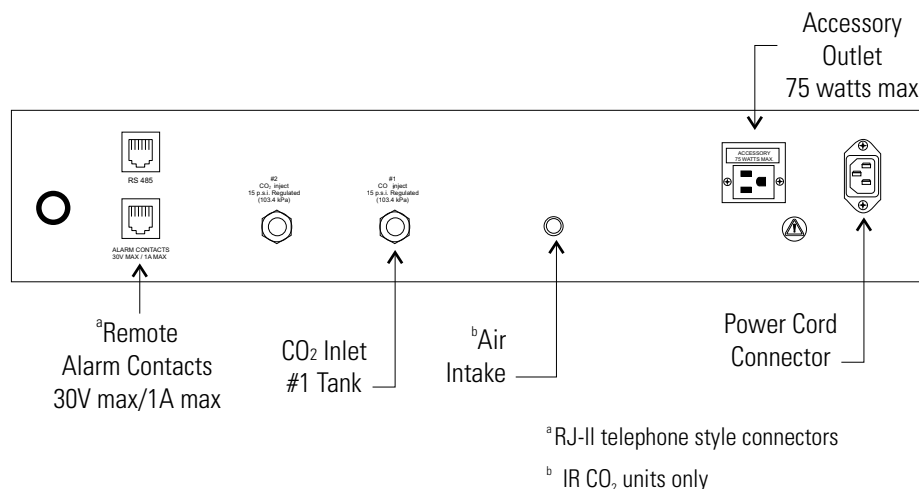 Accessory
Outlet
75 watts max
RS 485
ALARM CONTACTS
30V MAX / 1A MAX
#2
CO2 inject
15 p.s.i. Regulated
(103.4 kPa)
#1
CO inject
15 p.s.i. Regulated
(103.4 kPa)
ACCESSORY
75 WATTS MAX
aRemote
Alarm Contacts
30V max/1A max
CO2 Inlet
#1 Tank
bAir
Intake
Power Cord
Connector
aRJ-II telephone style connectors
b IR CO2 units only